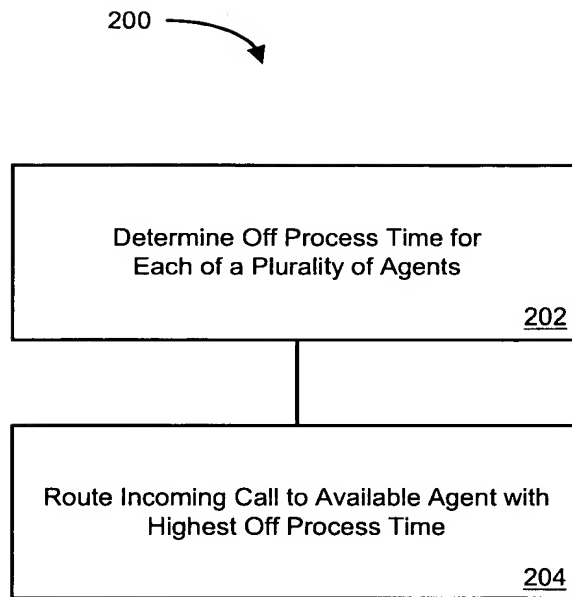 200
Determine Off Process Time for
Each of a Plurality of Agents
202
Route Incoming Call to Available Agent with
Highest Off Process Time
204